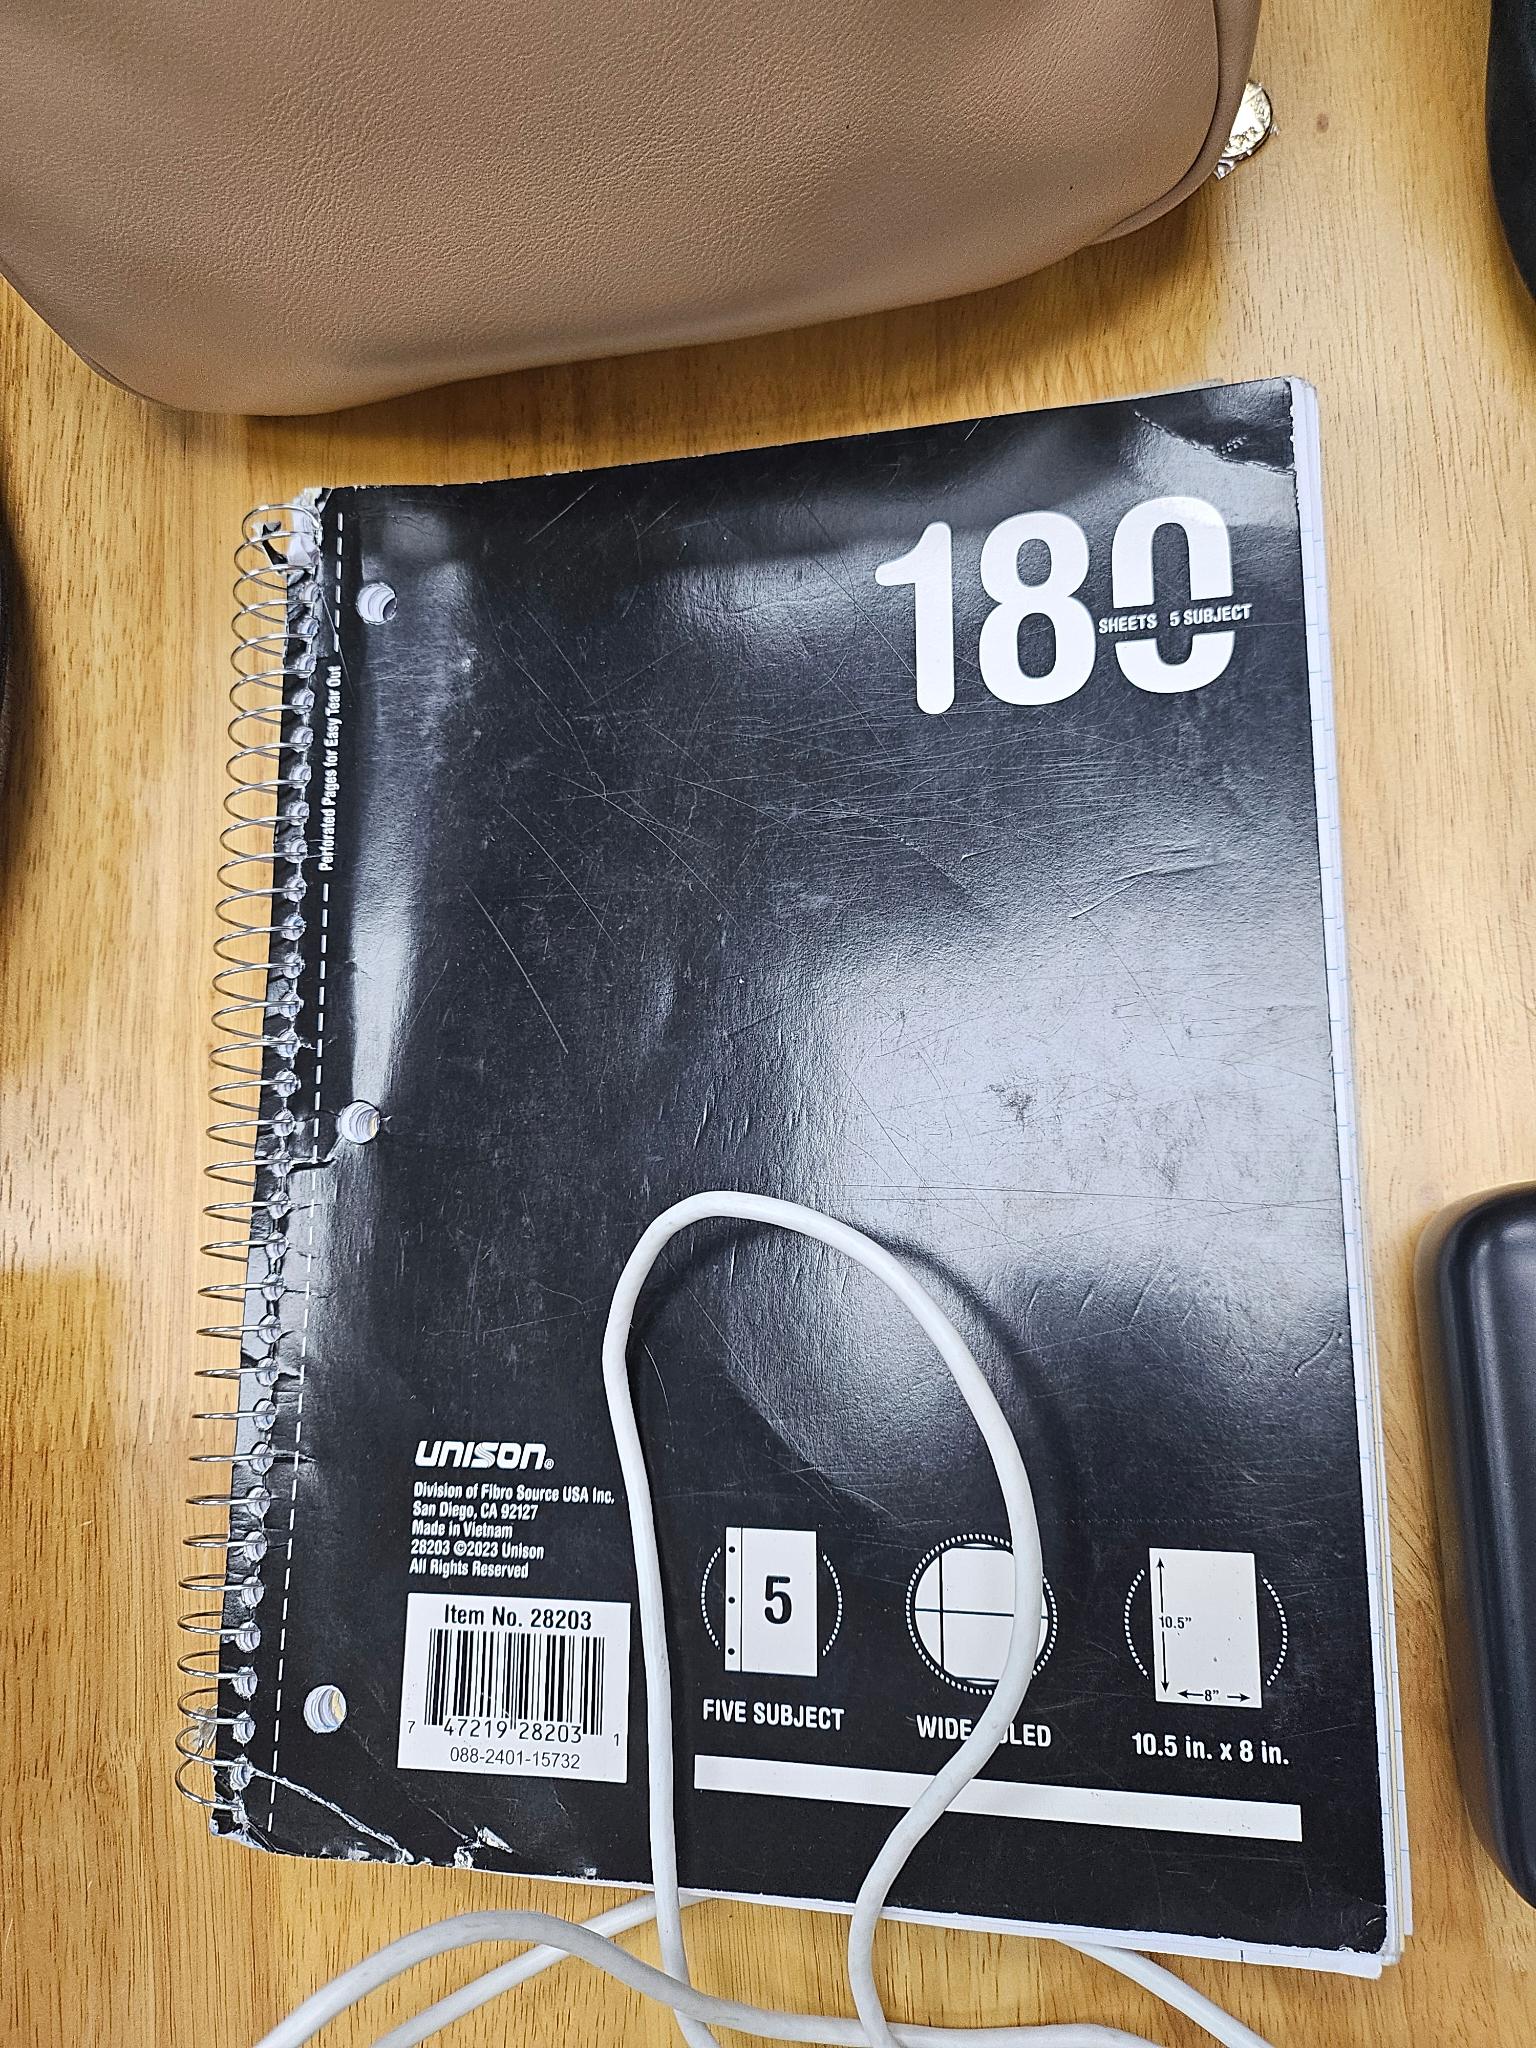 180
SHEETS 5 SUBJECT
Perforated Pages for Easy Tear Out
UNISON®
Division of Fibro Source USA Inc.
San Diego, CA 92127
Made in Vietnam
28203 ©2023 Unison
All Rights Reserved
Item No. 28203
7 47219 28203 1
088-2401-15732
5
FIVE SUBJECT
WIDE ULED
10.5"
8"
10.5 in. x 8 in.